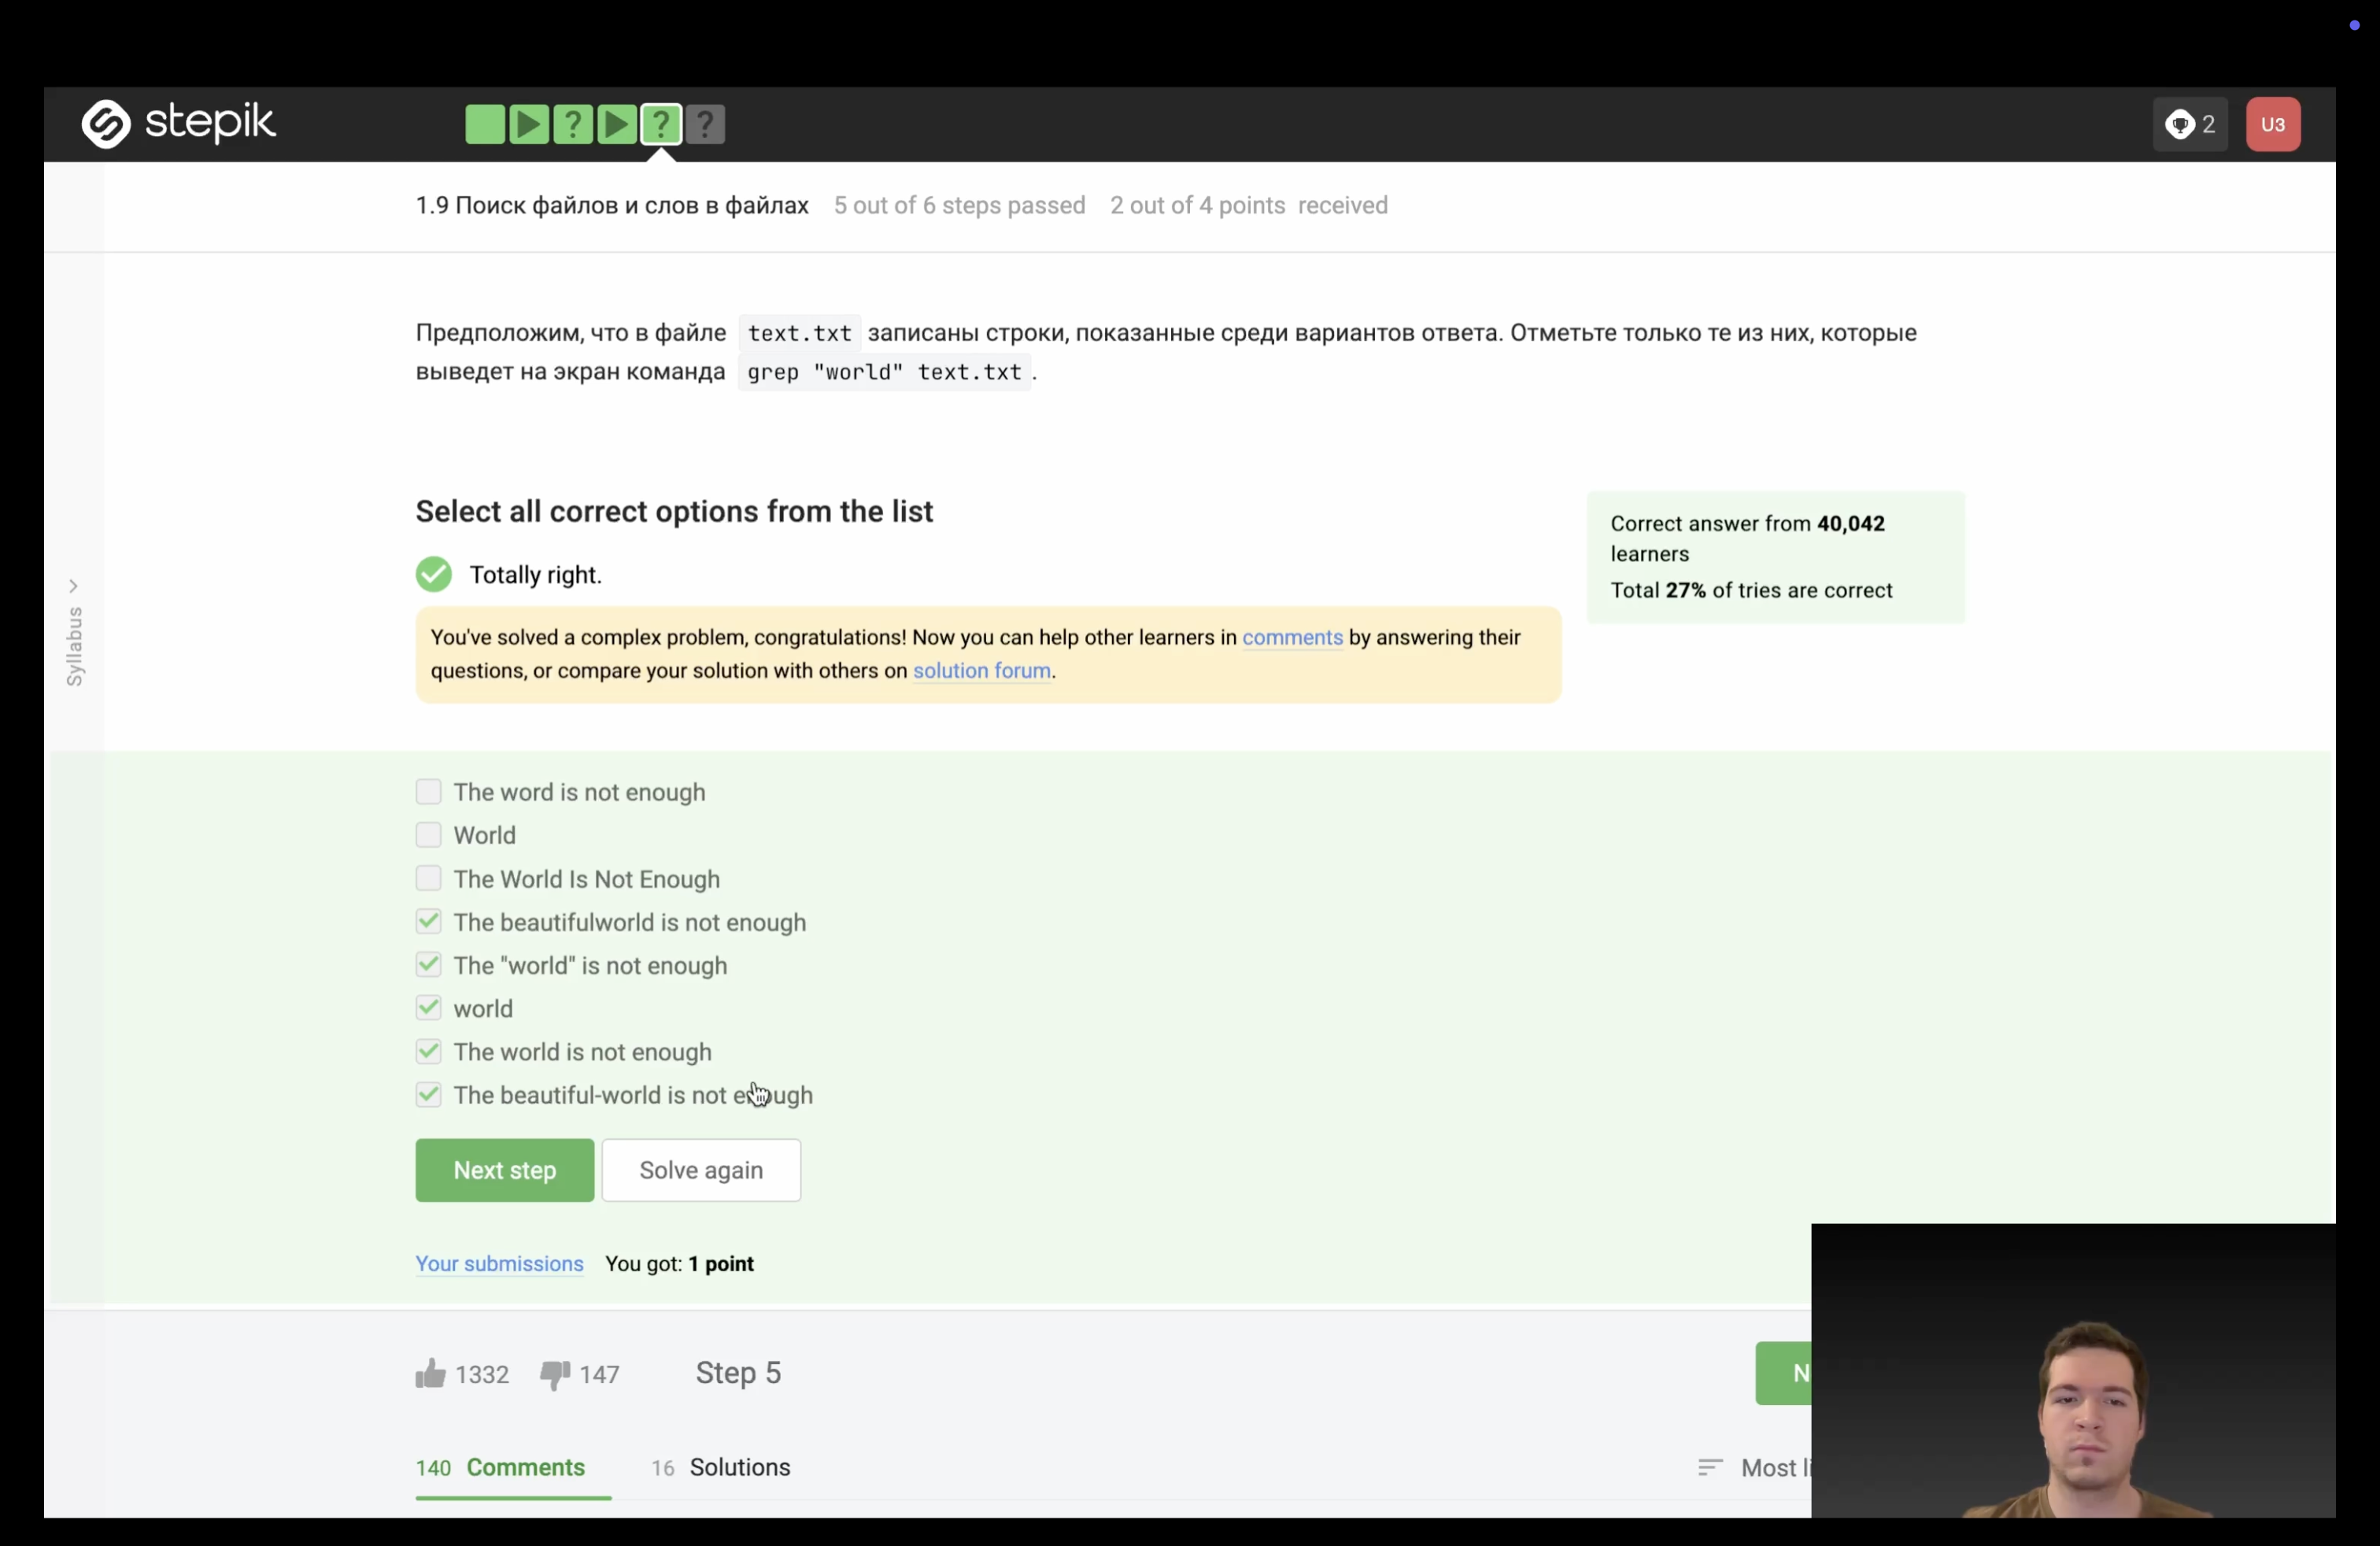 stepik
? ? ?
2
U3
1.9 Поиск файлов и слов в файлах 5 out of 6 steps passed 2 out of 4 points received
Предположим, что в файле text.txt записаны строки, показанные среди вариантов ответа. Отметьте только те из них, которые
выведет на экран команда grep "world" text.txt.
Select all correct options from the list
Totally right.
You've solved a complex problem, congratulations! Now you can help other learners in comments by answering their
questions, or compare your solution with others on solution forum.
Correct answer from 40,042
learners
Total 27% of tries are correct
Syllabus
The word is not enough
World
The World Is Not Enough
The beautifulworld is not enough
The "world" is not enough
world
The world is not enough
The beautiful-world is not enough
Next step Solve again
Your submissions You got: 1 point
1332 147 Step 5
N
140 Comments 16 Solutions
Most li